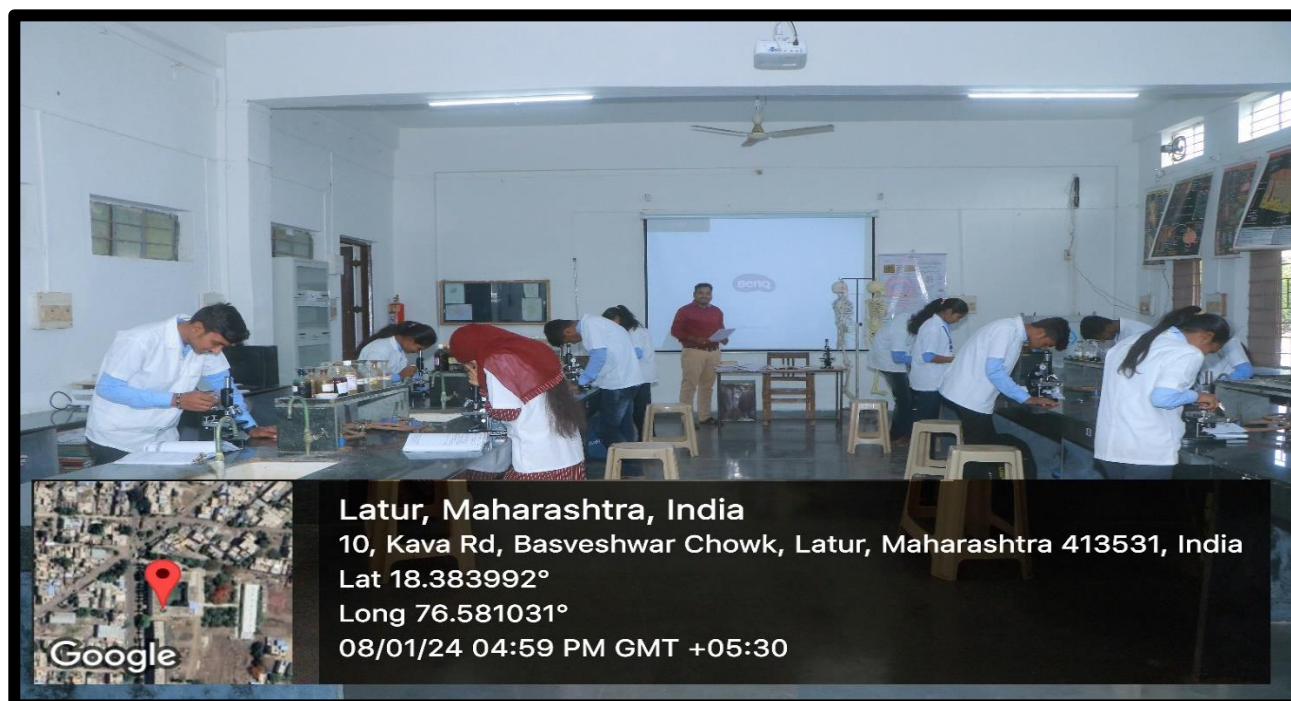 BenQ
Latur, Maharashtra, India
10, Kava Rd, Basveshwar Chowk, Latur, Maharashtra 413531, India
Lat 18.383992°
Long 76.581031°
08/01/24 04:59 PM GMT +05:30
Google